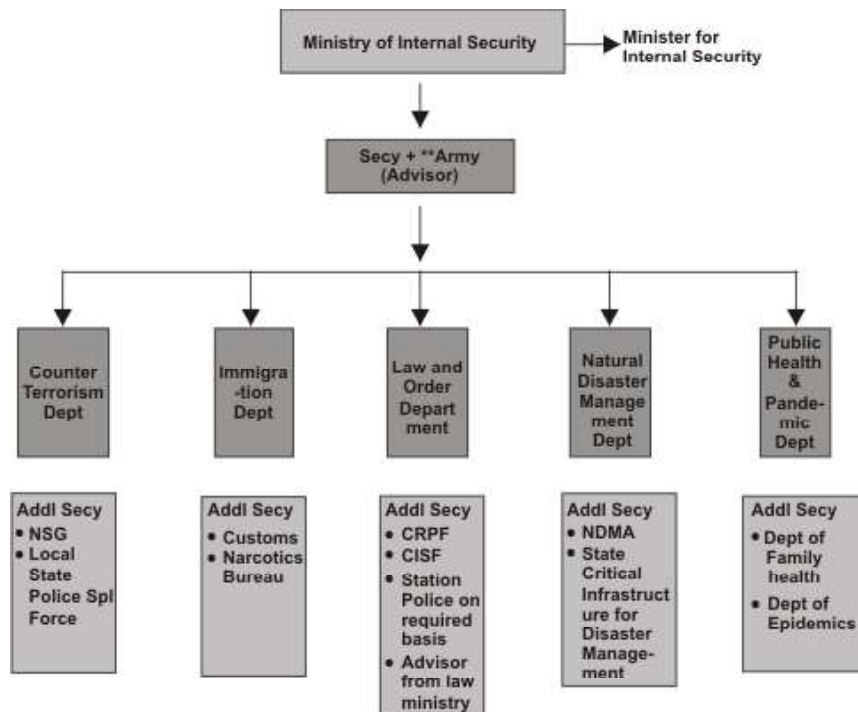 Ministry of Internal Security
Minister for
Internal Security
Secy + **Army
(Advisor)
Counter
Terrorism
Dept
Immigra
-tion
Dept
Law and
Order
Depart
ment
Natural
Disaster
Manage
ment
Dept
Public
Health
&
Pande-
mic
Dept
Addl Secy
• NSG
• Local
State
Police Spl
Force
Addl Secy
• Customs
• Narcotics
Bureau
Addl Secy
• CRPF
• CISF
• Station
Police on
required
basis
• Advisor
from law
ministry
Addl Secy
• NDMA
• State
Critical
Infrastruct
ure for
Disaster
Manage-
ment
Addl Secy
• Dept of
Family
health
• Dept of
Epidemics